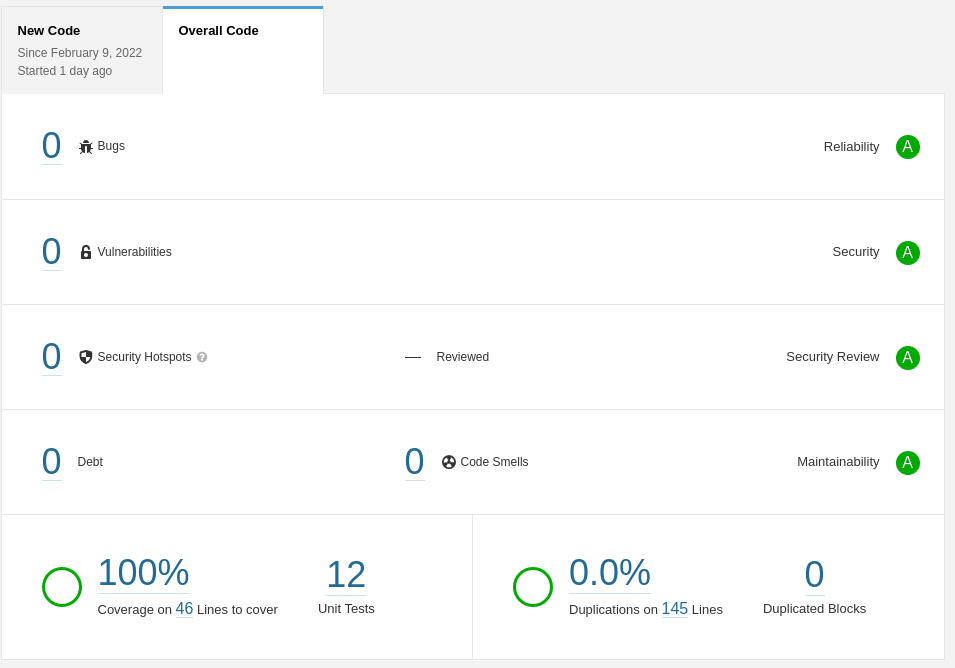 New Code
Since February 9, 2022
Started 1 day ago
Overall Code
0 Bugs Reliability A
0 Vulnerabilities Security A
0 Security Hotspots ? — Reviewed Security Review A
0 Debt 0 Code Smells Maintainability A
100%
Coverage on 46 Lines to cover
12
Unit Tests
0.0%
Duplications on 145 Lines
0
Duplicated Blocks